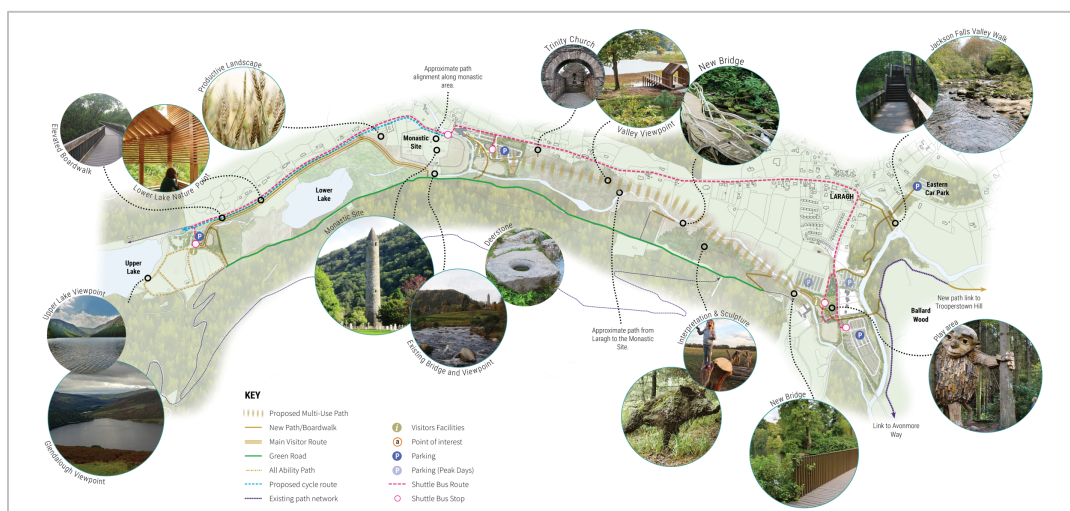 Productive Landscape
Elevated Boardwalk
Lower Lake Nature Point
Approximate path
alignment along monastic
area.
Trinity Church
Valley Viewpoint
New Bridge
Jackson Falls Valley Walk
Monastic
Site
P
P
Eastern
Car Park
LARAGH
Lower
Lake
P
i
Upper
Lake
Monastic Site
Deerstone
Existing Bridge and Viewpoint
Upper Lake Viewpoint
Glendalough Viewpoint
Approximate path from
Laragh to the Monastic
Site.
Interpretation & Sculpture
New Bridge
P
P
P
Ballard
Wood
New path link to
Trooperstown Hill
Play area
Link to Avonmore
Way
KEY
Proposed Multi-Use Path
New Path/Boardwalk
Main Visitor Route
Green Road
All Ability Path
Proposed cycle route
Existing path network
i Visitors Facilities
a Point of interest
P Parking
P Parking (Peak Days)
Shuttle Bus Route
Shuttle Bus Stop